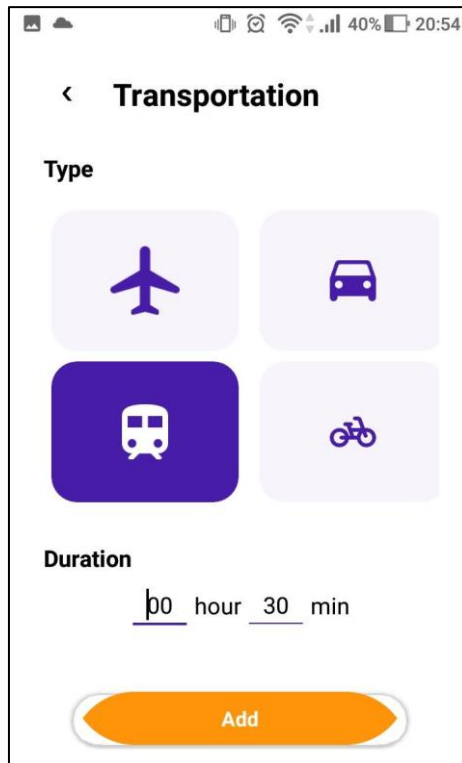 40% 20:54
Transportation
Type
Duration
00 hour 30 min
Add